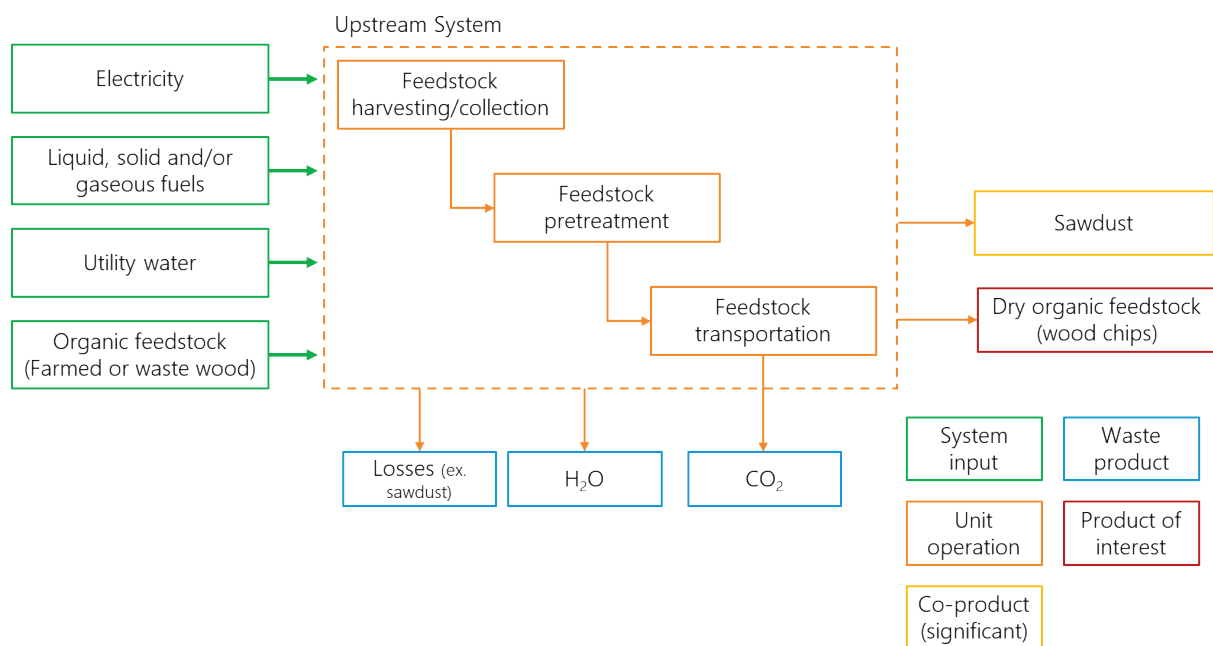 Upstream System
Electricity
Liquid, solid and/or
gaseous fuels
Utility water
Organic feedstock
(Farmed or waste wood)
Feedstock
harvesting/collection
Feedstock
pretreatment
Feedstock
transportation
Sawdust
Dry organic feedstock
(wood chips)
Losses (ex.
sawdust)
H₂O
CO₂
System
input
Waste
product
Unit
operation
Product of
interest
Co-product
(significant)